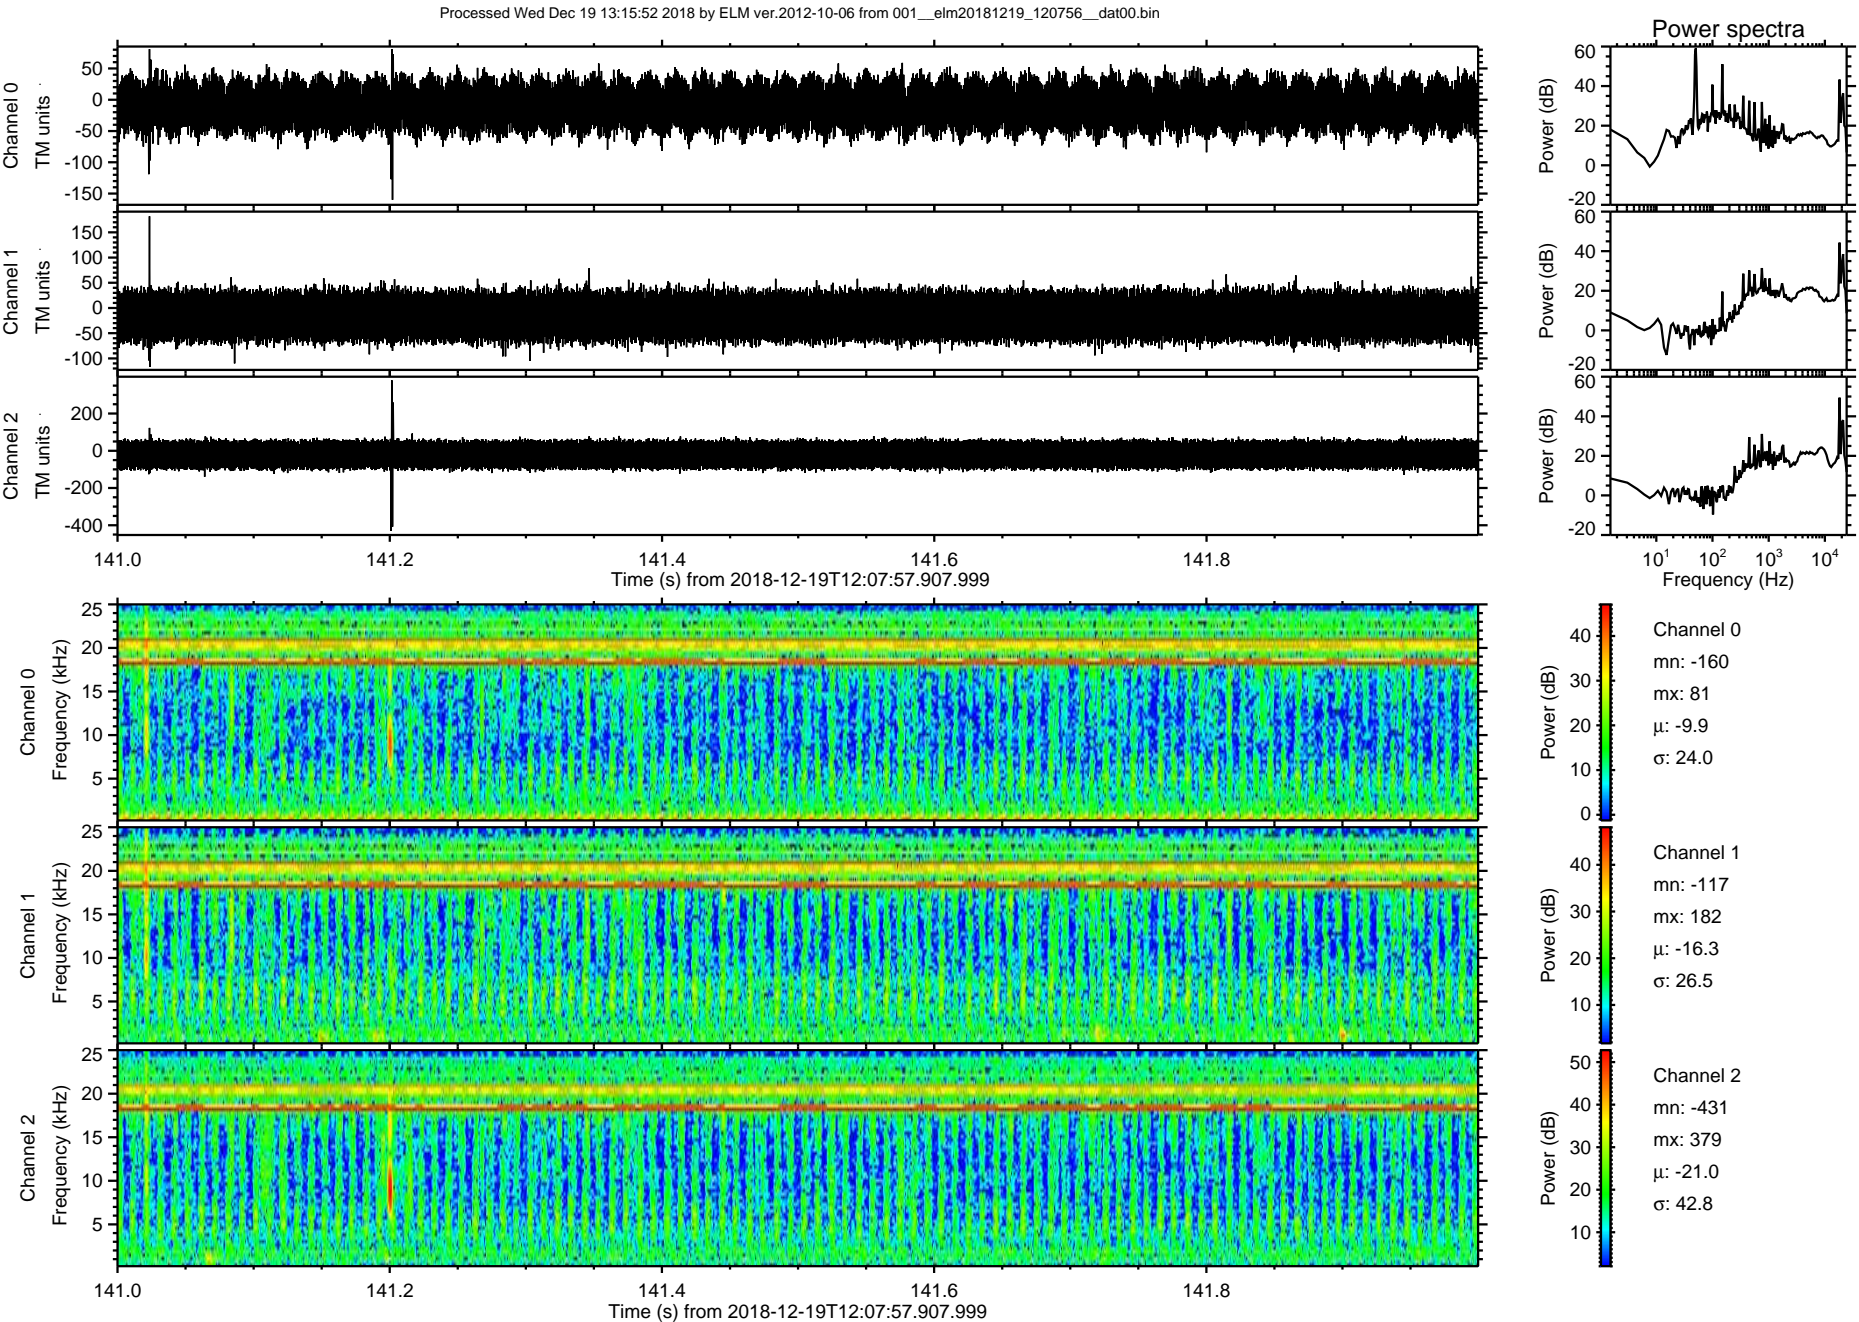 Processed Wed Dec 19 13:15:52 2018 by ELM ver.2012-10-06 from 001__elm20181219_120756__dat00.bin
Power spectra
Channel 0
TM units
50
0
-50
-100
-150
Power (dB)
60
40
20
0
-20
Channel 1
TM units
150
100
50
0
-50
-100
Power (dB)
60
40
20
0
-20
Channel 2
TM units
200
0
-200
-400
Power (dB)
60
40
20
0
-20
141.0 141.2 141.4 141.6 141.8
Time (s) from 2018-12-19T12:07:57.907.999
10¹ 10² 10³ 10⁴
Frequency (Hz)
Channel 0
Frequency (kHz)
25
20
15
10
5
Power (dB)
40
30
20
10
0
Channel 0
mn: -160
mx: 81
μ: -9.9
σ: 24.0
Channel 1
Frequency (kHz)
25
20
15
10
5
Power (dB)
40
30
20
10
Channel 1
mn: -117
mx: 182
μ: -16.3
σ: 26.5
Channel 2
Frequency (kHz)
25
20
15
10
5
Power (dB)
50
40
30
20
10
Channel 2
mn: -431
mx: 379
μ: -21.0
σ: 42.8
141.0 141.2 141.4 141.6 141.8
Time (s) from 2018-12-19T12:07:57.907.999